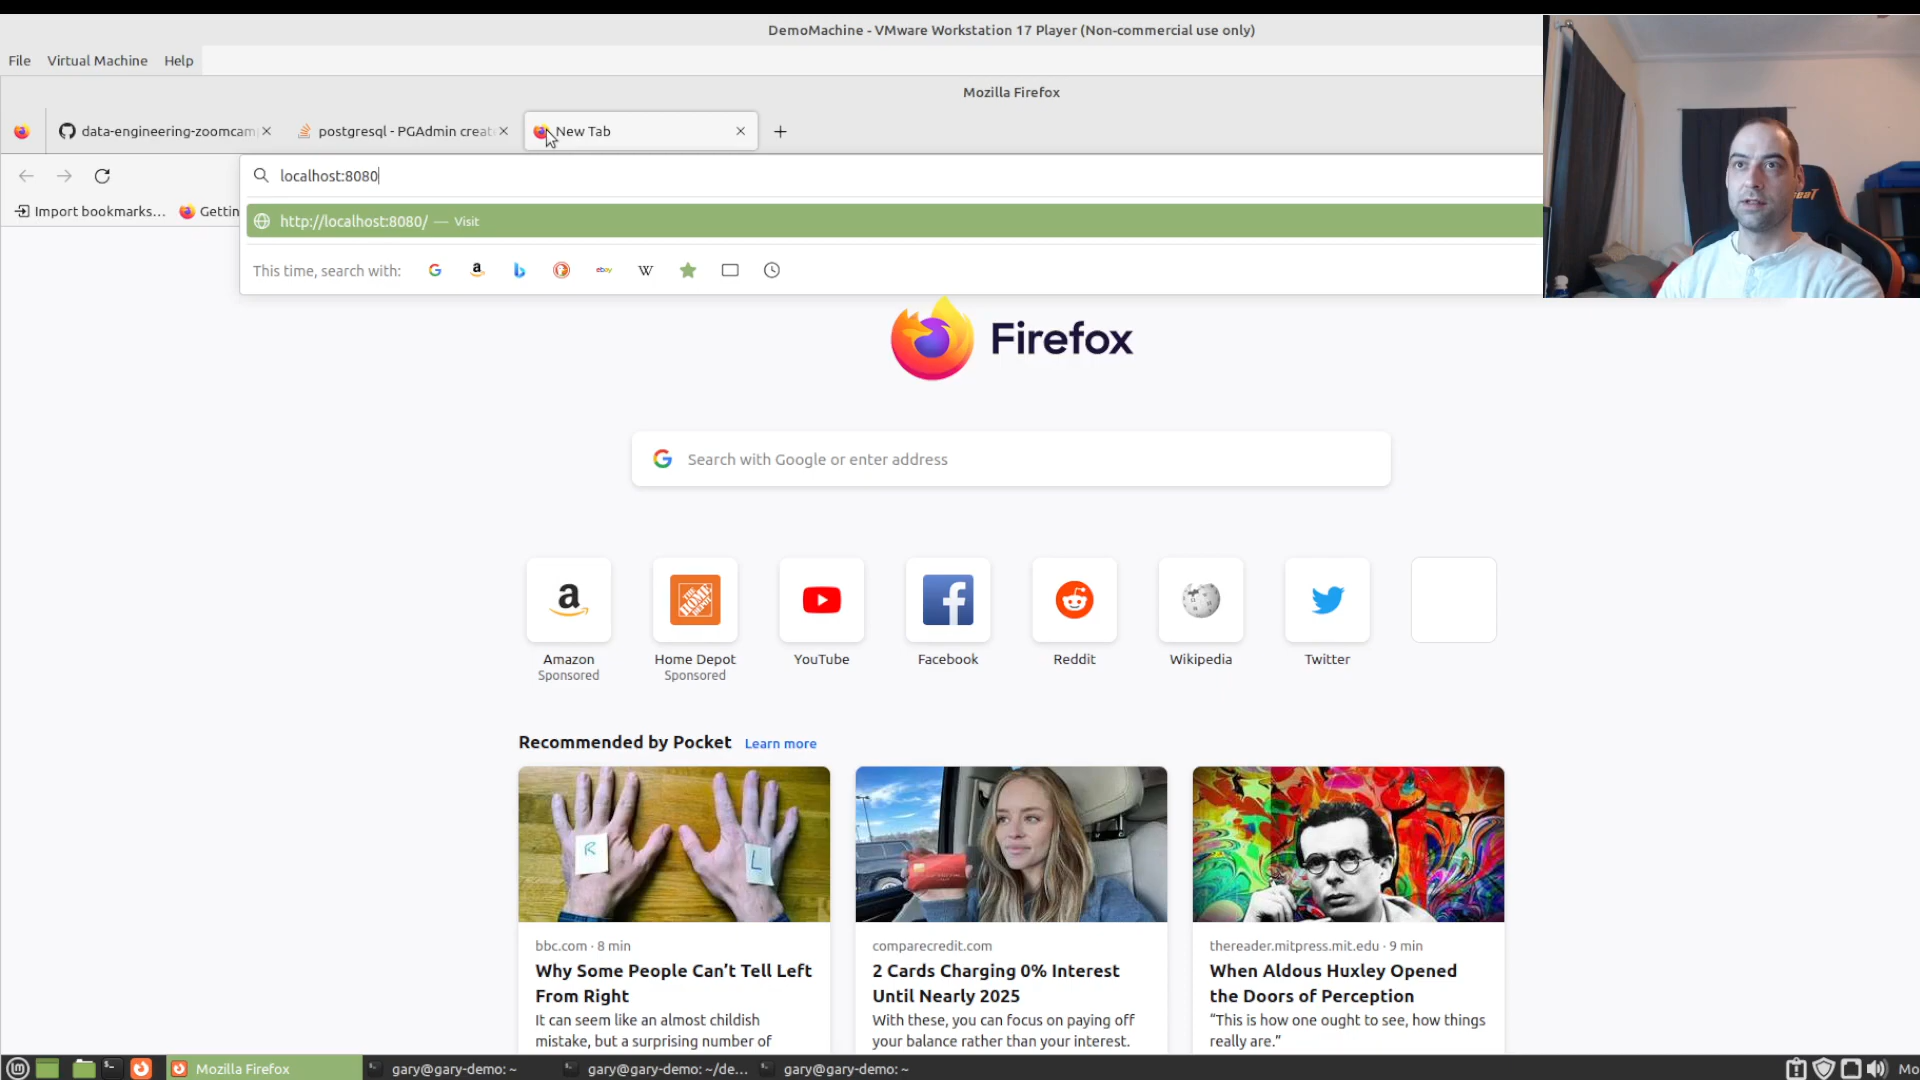 DemoMachine - VMware Workstation 17 Player (Non-commercial use only)
File Virtual Machine Help
Mozilla Firefox
data-engineering-zoomcam
postgresql - PGAdmin creat
New Tab
localhost:8080
Import bookmarks...
Gettin
http://localhost:8080/ — Visit
This time, search with:
Firefox
Search with Google or enter address
Amazon
Sponsored
Home Depot
Sponsored
YouTube
Facebook
Reddit
Wikipedia
Twitter
Recommended by Pocket Learn more
R
L
bbc.com · 8 min
Why Some People Can’t Tell Left
From Right
It can seem like an almost childish
mistake, but a surprising number of
comparecredit.com
2 Cards Charging 0% Interest
Until Nearly 2025
With these, you can focus on paying off
your balance rather than your interest.
thereader.mitpress.mit.edu · 9 min
When Aldous Huxley Opened
the Doors of Perception
“This is how one ought to see, how things
really are.”
Mozilla Firefox
gary@gary-demo: ~
gary@gary-demo: ~/de...
gary@gary-demo: ~
Mo